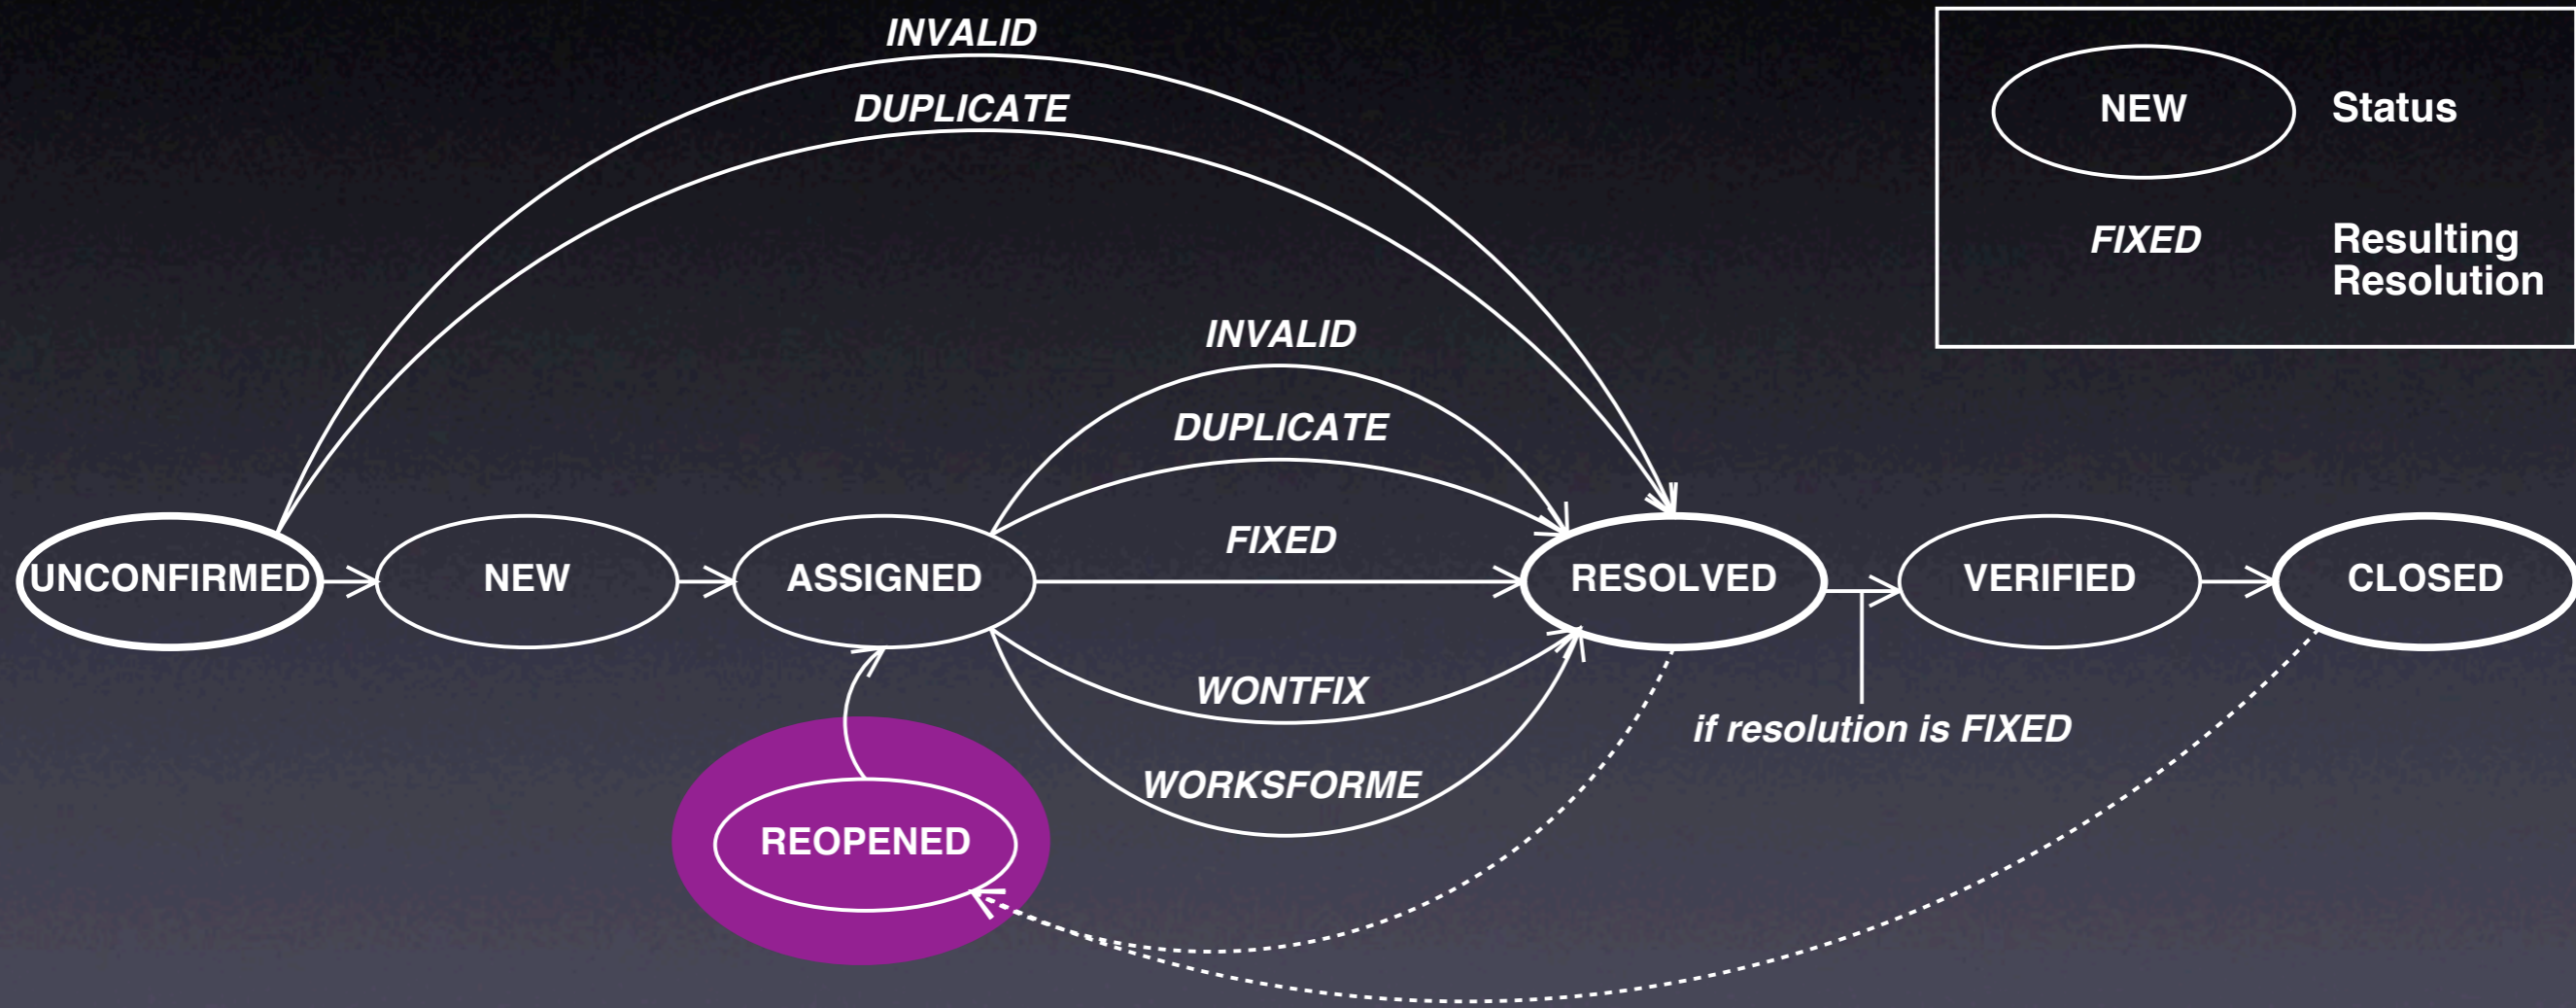 INVALID
DUPLICATE
NEW
Status
FIXED
Resulting
Resolution
INVALID
DUPLICATE
FIXED
UNCONFIRMED
NEW
ASSIGNED
RESOLVED
VERIFIED
CLOSED
WONTFIX
if resolution is FIXED
WORKSFORME
REOPENED